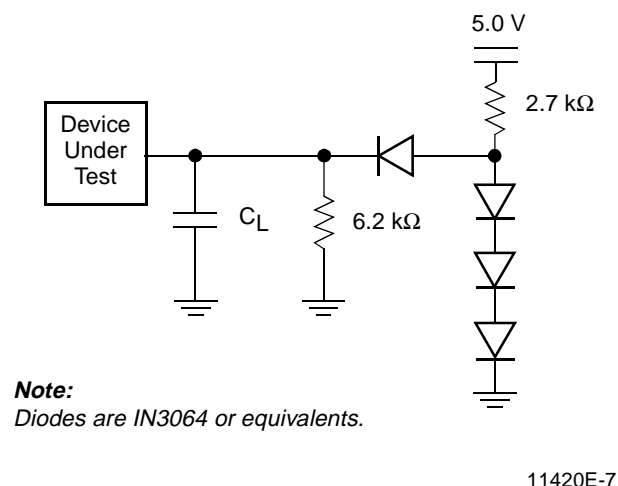 5.0 V
2.7 kΩ
Device
Under
Test
CL
6.2 kΩ
Note:
Diodes are IN3064 or equivalents.
11420E-7